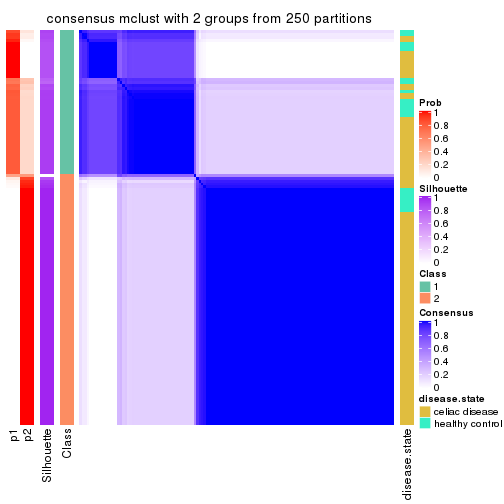 consensus mclust with 2 groups from 250 partitions
Prob
1
0.8
0.6
0.4
0.2
0
Silhouette
1
0.8
0.6
0.4
0.2
0
Class
1
2
Consensus
1
0.8
0.6
0.4
0.2
0
disease.state
celiac disease
healthy control
p1
p2
Silhouette
Class
disease.state